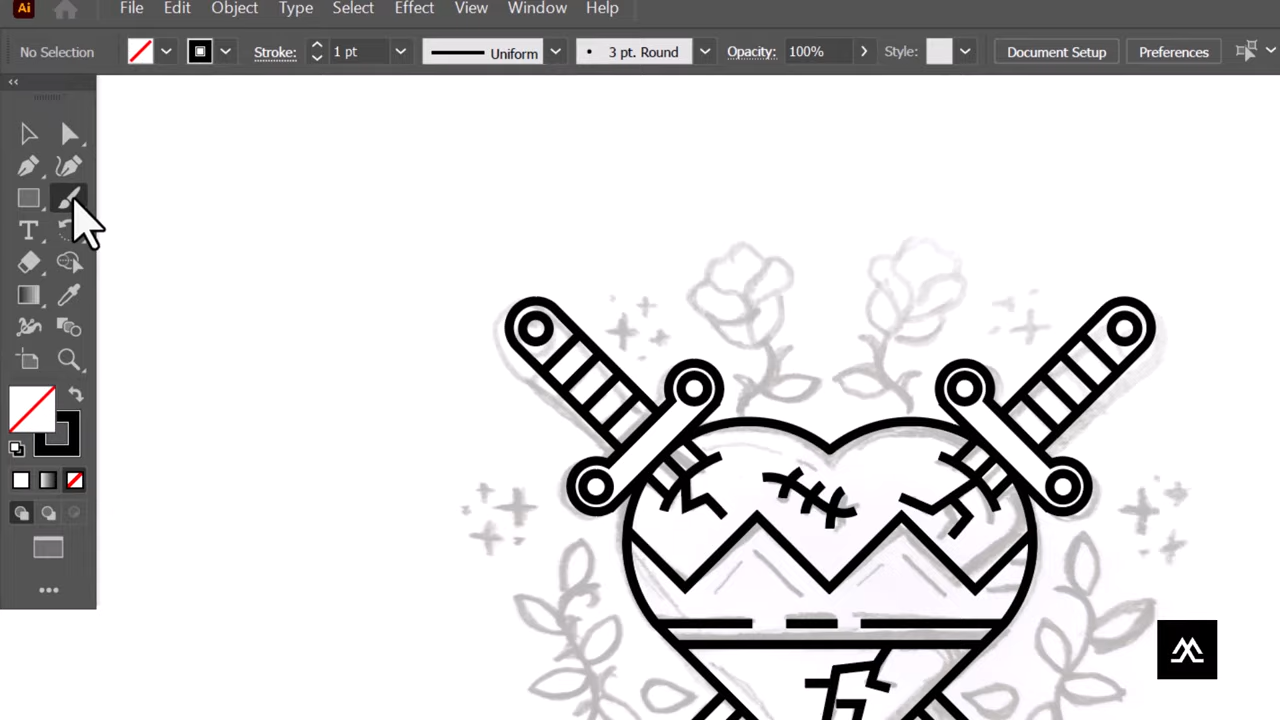 Ai File Edit Object Type Select Effect View Window Help
No Selection Stroke: 1 pt Uniform 3 pt. Round Opacity: 100% Style: Document Setup Preferences
T